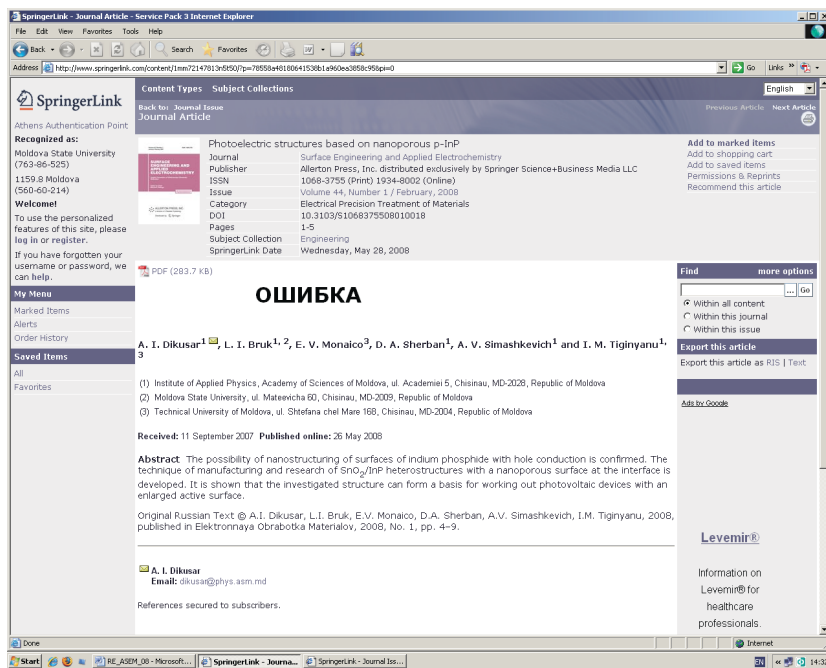 SpringerLink - Journal Article - Service Pack 3 Internet Explorer
File Edit View Favorites Tools Help
Back Search Favorites
Address http://www.springerlink.com/content/1mm72147813n5t50/?p=78558a48180641538b1a960ea3858c95&pi=0 Go Links »
SpringerLink
Athens Authentication Point
Recognized as:
Moldova State University
(763-86-525)
1159.8 Moldova
(560-60-214)
Welcome!
To use the personalized
features of this site, please
log in or register.
If you have forgotten your
username or password, we
can help.
My Menu
Marked Items
Alerts
Order History
Saved Items
All
Favorites
Content Types Subject Collections English
Back to: Journal Issue
Journal Article
Previous Article Next Article
Photoelectric structures based on nanoporous p-InP
Journal Surface Engineering and Applied Electrochemistry
Publisher Allerton Press, Inc. distributed exclusively by Springer Science+Business Media LLC
ISSN 1068-3755 (Print) 1934-8002 (Online)
Issue Volume 44, Number 1 / February, 2008
Category Electrical Precision Treatment of Materials
DOI 10.3103/S1068375508010018
Pages 1-5
Subject Collection Engineering
SpringerLink Date Wednesday, May 28, 2008
SURFACE
ENGINEERING AND
APPLIED
ELECTROCHEMISTRY
Add to marked items
Add to shopping cart
Add to saved items
Permissions & Reprints
Recommend this article
PDF (283.7 KB)
ОШИБКА
A. I. Dikusar1 , L. I. Bruk1, 2, E. V. Monaico3, D. A. Sherban1, A. V. Simashkevich1 and I. M. Tiginyanu1,
3
(1) Institute of Applied Physics, Academy of Sciences of Moldova, ul. Academiei 5, Chisinau, MD-2028, Republic of Moldova
(2) Moldova State University, ul. Mateevicha 60, Chisinau, MD-2009, Republic of Moldova
(3) Technical University of Moldova, ul. Shtefana chel Mare 168, Chisinau, MD-2004, Republic of Moldova
Received: 11 September 2007 Published online: 26 May 2008
Abstract The possibility of nanostructuring of surfaces of indium phosphide with hole conduction is confirmed. The
technique of manufacturing and research of SnO2/InP heterostructures with a nanoporous surface at the interface is
developed. It is shown that the investigated structure can form a basis for working out photovoltaic devices with an
enlarged active surface.
Original Russian Text © A.I. Dikusar, L.I. Bruk, E.V. Monaico, D.A. Sherban, A.V. Simashkevich, I.M. Tiginyanu, 2008,
published in Elektronnaya Obrabotka Materialov, 2008, No. 1, pp. 4–9.
A. I. Dikusar
Email: dikusar@phys.asm.md
References secured to subscribers.
Find more options
... Go
Within all content
Within this journal
Within this issue
Export this article
Export this article as RIS | Text
Ads by Google
Levemir®
Information on
Levemir® for
healthcare
professionals.
Done Internet
Start RE_ASEM_08 - Microsoft... SpringerLink - Journa... SpringerLink - Journal Iss... EN « 14:3